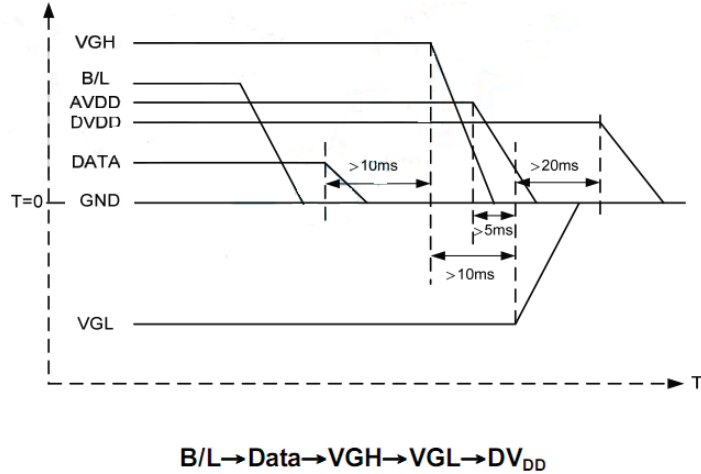 VGH
B/L
AVDD
DVDD
DATA
>10ms
>20ms
T=0
GND
>5ms
>10ms
VGL
T
B/L→Data→VGH→VGL→DVDD